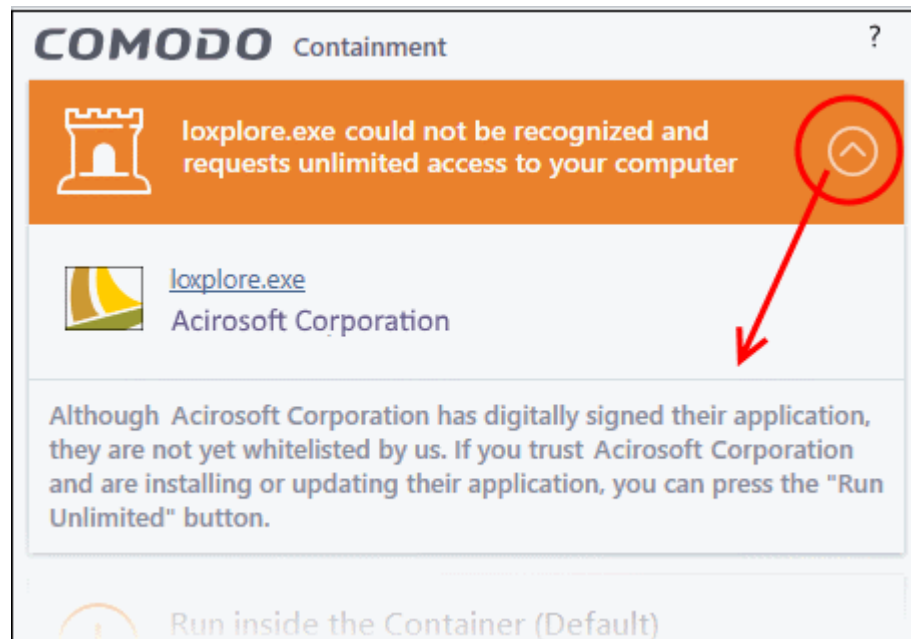 COMODO Containment ?
loxplore.exe could not be recognized and
requests unlimited access to your computer
loxplore.exe
Acirosoft Corporation
Although Acirosoft Corporation has digitally signed their application,
they are not yet whitelisted by us. If you trust Acirosoft Corporation
and are installing or updating their application, you can press the "Run
Unlimited" button.
Run inside the Container (Default)